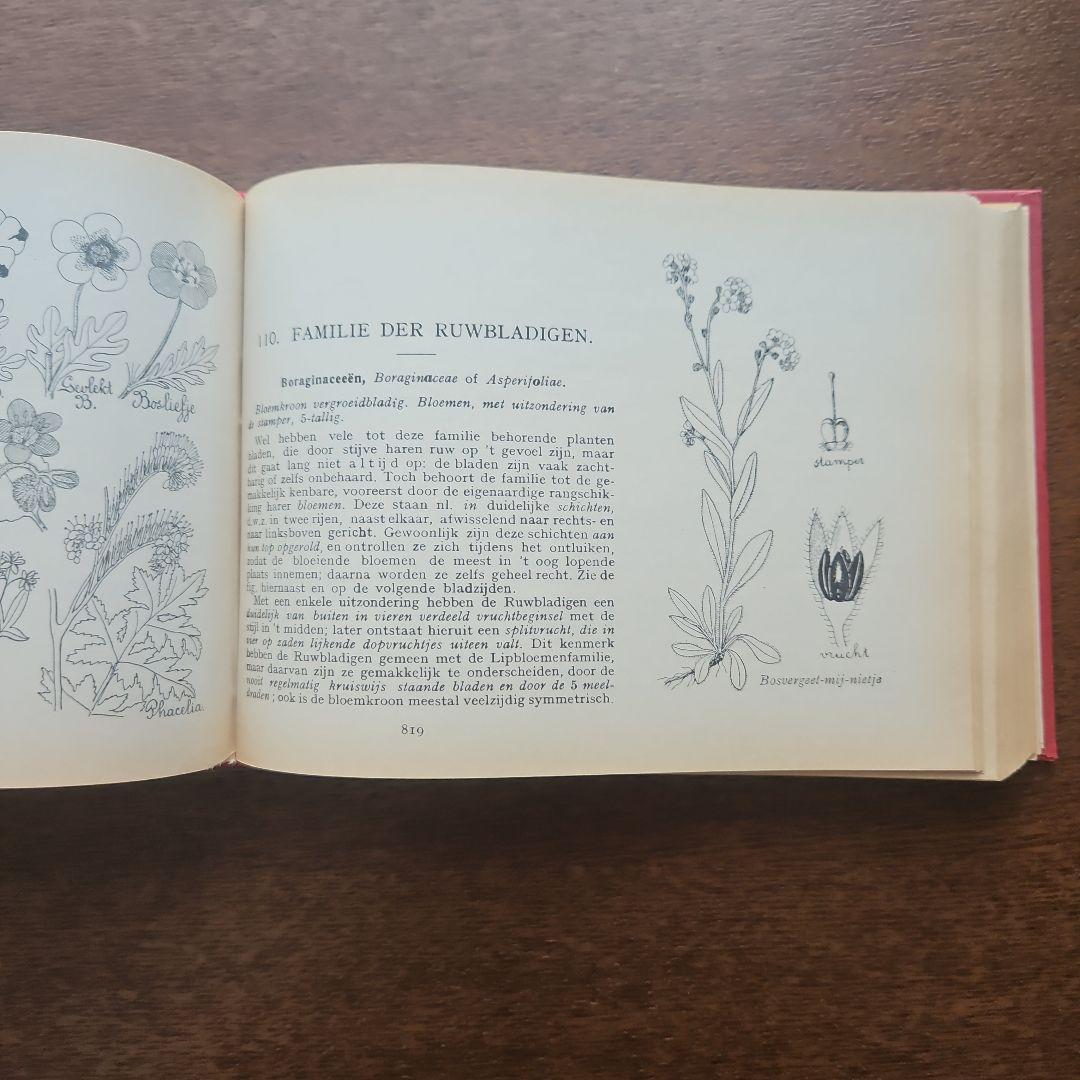 Gevlekt
B.
Bosliefje
Phacelia.
110. FAMILIE DER RUWBLADIGEN.
Boraginaceeën, Boraginaceae of Asperifoliae.
Bloemkroon vergroeidbladig. Bloemen, met uitzondering van
de stamper, 5-tallig.
Wel hebben vele tot deze familie behorende planten
bladen, die door stijve haren ruw op 't gevoel zijn, maar
dit gaat lang niet altijd op: de bladen zijn vaak zacht-
harig of zelfs onbehaard. Toch behoort de familie tot de ge-
makkelijk kenbare, vooreerst door de eigenaardige rangschik-
king harer bloemen. Deze staan nl. in duidelijke schichten,
d.w.z. in twee rijen, naast elkaar, afwisselend naar rechts- en
naar linksboven gericht. Gewoonlijk zijn deze schichten aan
hun top opgerold, en ontrollen ze zich tijdens het ontluiken,
zodat de bloeiende bloemen de meest in 't oog lopende
plaats innemen; daarna worden ze zelfs geheel recht. Zie de
fig. hiernaast en op de volgende bladzijden.
Met een enkele uitzondering hebben de Ruwbladigen een
duidelijk van buiten in vieren verdeeld vruchtbeginsel met de
stijl in 't midden; later ontstaat hieruit een splitvrucht, die in
vier op zaden lijkende dopvruchtjes uiteen valt. Dit kenmerk
hebben de Ruwbladigen gemeen met de Lipbloemenfamilie,
maar daarvan zijn ze gemakkelijk te onderscheiden, door de
nooit regelmatig kruiswijs staande bladen en door de 5 meel-
draden; ook is de bloemkroon meestal veelzijdig symmetrisch.
819
stamper
vrucht
Bosvergeet-mij-nietje